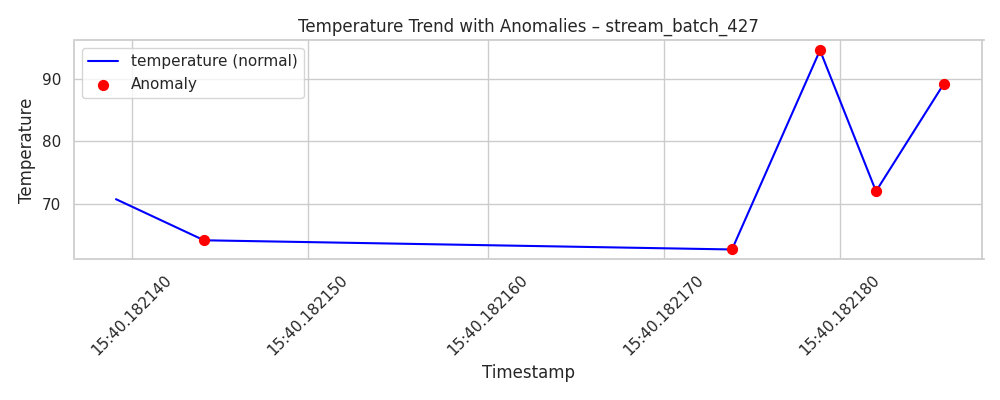 Temperature Trend with Anomalies – stream_batch_427
temperature (normal)
Anomaly
90
80
70
Temperature
15:40.182140
15:40.182150
15:40.182160
15:40.182170
15:40.182180
Timestamp